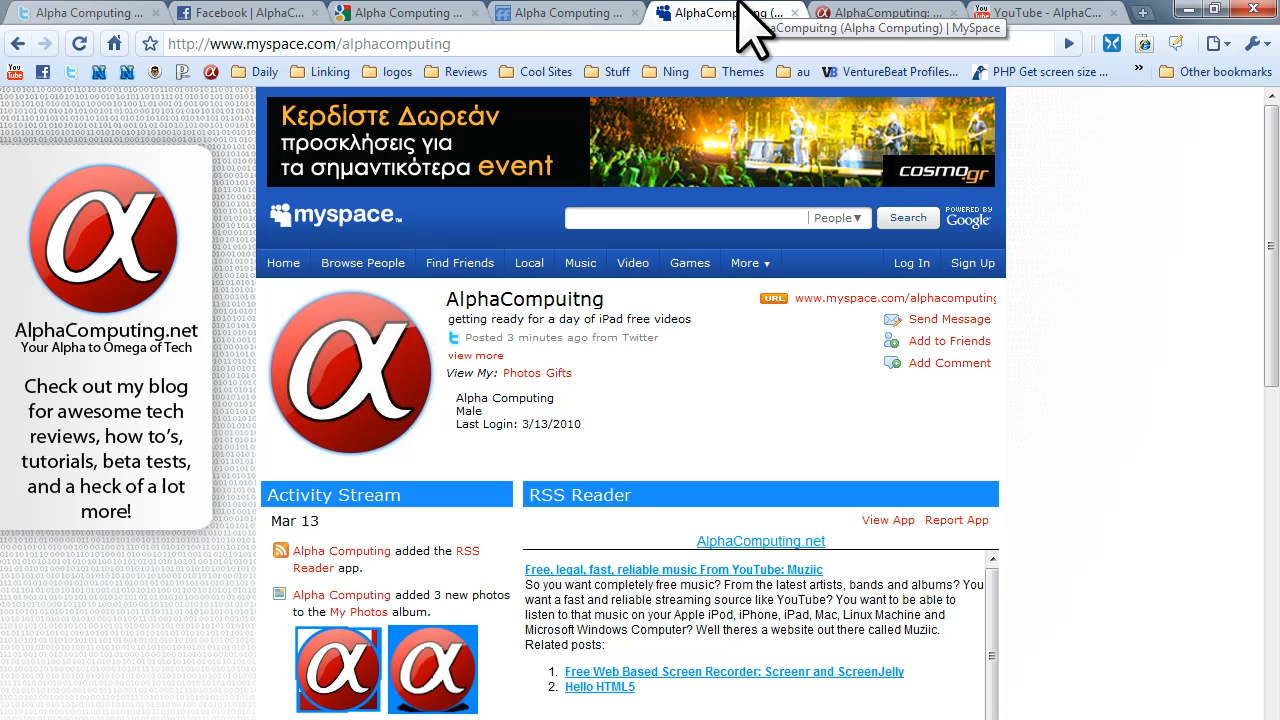 Alpha Computing
Facebook | AlphaC...
Alpha Computing ...
Alpha Computing ...
AlphaCompuitng (...
AlphaComputing: ...
YouTube - AlphaC...
aCompuitng (Alpha Computing) | MySpace
http://www.myspace.com/alphacomputing
Daily
Linking
logos
Reviews
Cool Sites
Stuff
Ning
Themes
au
VentureBeat Profiles...
PHP Get screen size ...
»
Other bookmarks
Κερδίστε Δωρεάν
προσκλήσεις για
τα σημαντικότερα event
cosmo.gr
myspace™
People▼
Search
POWERED BY
Google™
Home
Browse People
Find Friends
Local
Music
Video
Games
More ▼
Log In
Sign Up
α
AlphaComputing.net
Your Alpha to Omega of Tech
Check out my blog
for awesome tech
reviews, how to's,
tutorials, beta tests,
and a heck of a lot
more!
α
AlphaCompuitng
getting ready for a day of iPad free videos
Posted 3 minutes ago from Twitter
view more
View My: Photos Gifts
Alpha Computing
Male
Last Login: 3/13/2010
URL www.myspace.com/alphacomputing
Send Message
Add to Friends
Add Comment
Activity Stream
Mar 13
Alpha Computing added the RSS
Reader app.
Alpha Computing added 3 new photos
to the My Photos album.
α
α
RSS Reader
View App Report App
AlphaComputing.net
Free, legal, fast, reliable music From YouTube: Muziic
So you want completely free music? From the latest artists, bands and albums? You
want a fast and reliable streaming source like YouTube? You want to be able to
listen to that music on your Apple iPod, iPhone, iPad, Mac, Linux Machine and
Microsoft Windows Computer? Well theres a website out there called Muziic.
Related posts:
1. Free Web Based Screen Recorder: Screenr and ScreenJelly
2. Hello HTML5